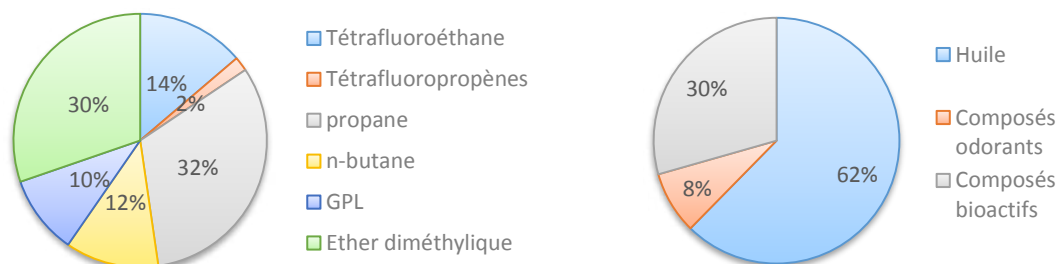 14%
2%
32%
12%
10%
30%
Tétrafluoroéthane
Tétrafluoropropènes
propane
n-butane
GPL
Ether diméthylique
62%
8%
30%
Huile
Composés
odorants
Composés
bioactifs